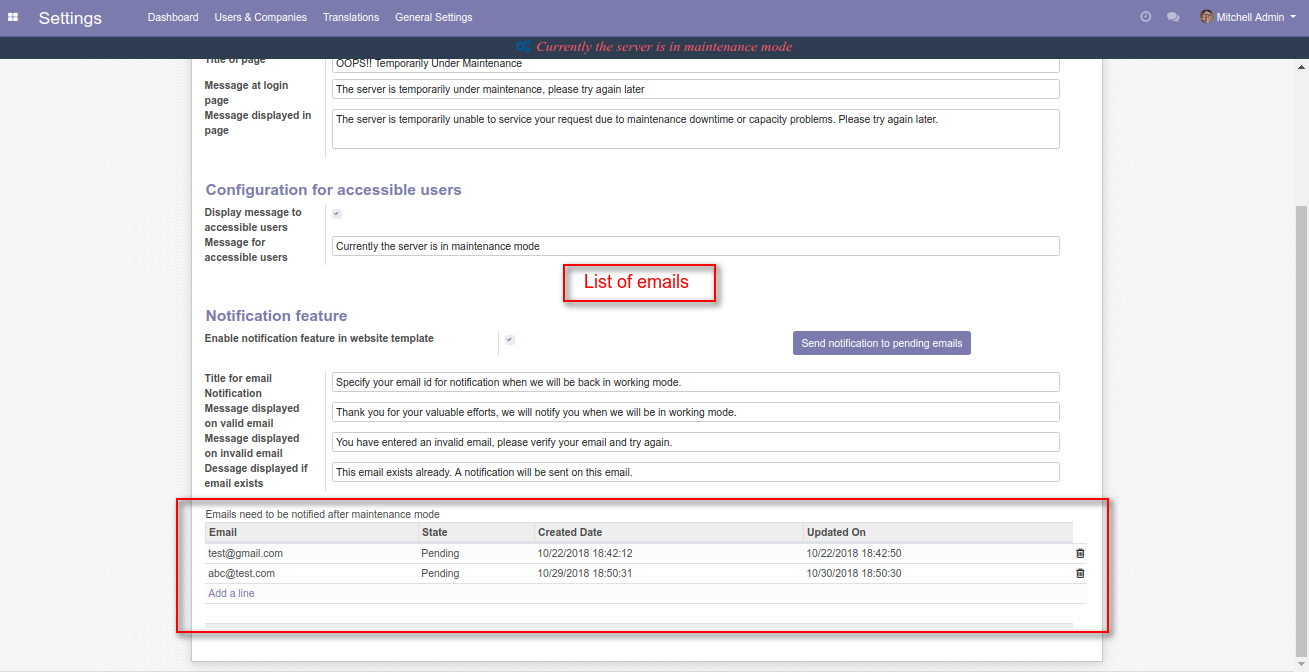 Settings Dashboard Users & Companies Translations General Settings Mitchell Admin
Currently the server is in maintenance mode
Title of page OOPS!! Temporarily Under Maintenance
Message at login
page
The server is temporarily under maintenance, please try again later
Message displayed in
page
The server is temporarily unable to service your request due to maintenance downtime or capacity problems. Please try again later.
Configuration for accessible users
Display message to
accessible users
Message for
accessible users
Currently the server is in maintenance mode
List of emails
Notification feature
Enable notification feature in website template
Send notification to pending emails
Title for email
Notification
Specify your email id for notification when we will be back in working mode.
Message displayed
on valid email
Thank you for your valuable efforts, we will notify you when we will be in working mode.
Message displayed
on invalid email
You have entered an invalid email, please verify your email and try again.
Dessage displayed if
email exists
This email exists already. A notification will be sent on this email.
Emails need to be notified after maintenance mode
Email State Created Date Updated On
test@gmail.com Pending 10/22/2018 18:42:12 10/22/2018 18:42:50
abc@test.com Pending 10/29/2018 18:50:31 10/30/2018 18:50:30
Add a line